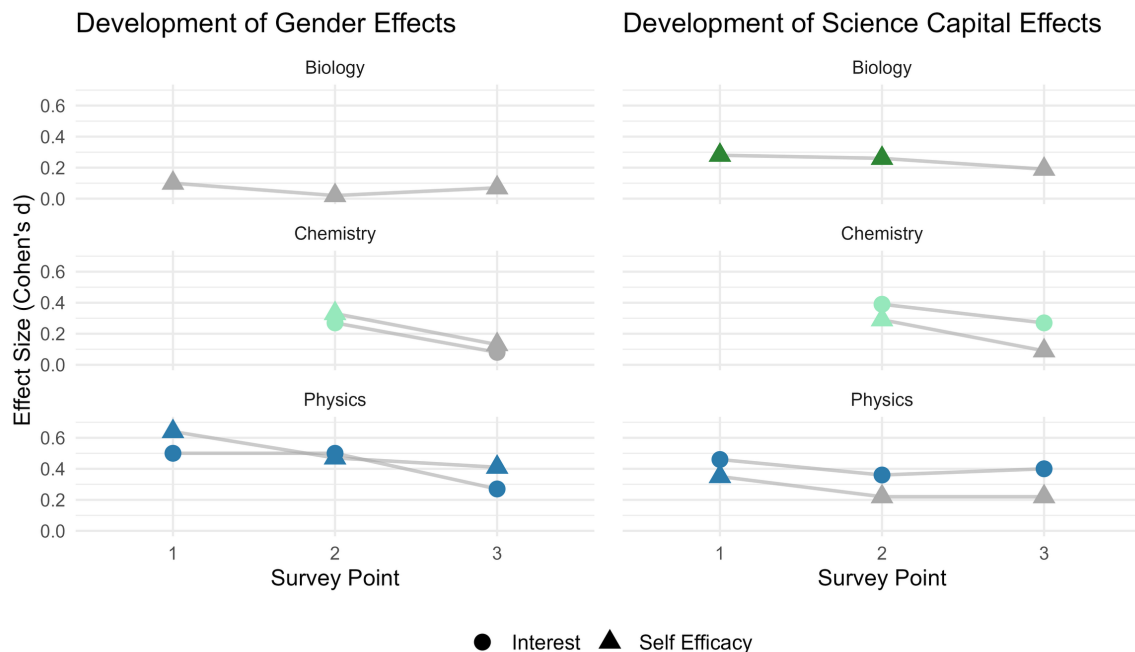 Development of Gender Effects
Development of Science Capital Effects
Effect Size (Cohen's d)
Biology
0.6
0.4
0.2
0.0
Biology
Chemistry
0.6
0.4
0.2
0.0
Chemistry
Physics
0.6
0.4
0.2
0.0
Physics
1 2 3
Survey Point
1 2 3
Survey Point
Interest Self Efficacy